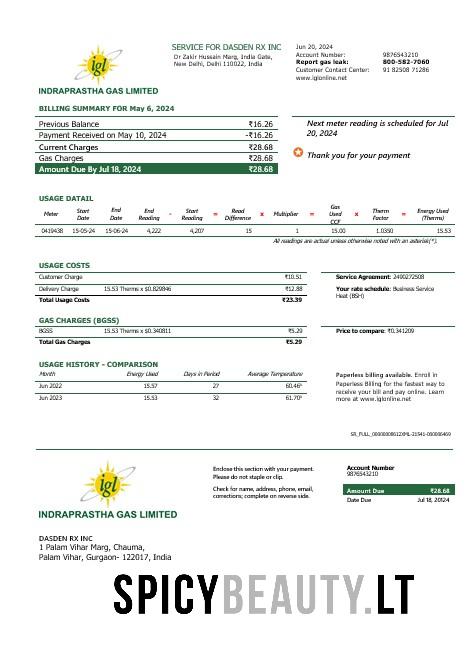 SERVICE FOR DASDEN RX INC
Dr Zakir Hussain Marg, India Gate,
New Delhi, Delhi 110022, India
Jun 20, 2024
Account Number: 9876543210
Report gas leak: 800-582-7060
Customer Contact Center: 91 82508 71286
www.iglonline.net
igl
INDRAPRASTHA GAS LIMITED
BILLING SUMMARY FOR May 6, 2024
Previous Balance ₹16.26
Payment Received on May 10, 2024 -₹16.26
Current Charges ₹28.68
Gas Charges ₹28.68
Amount Due By Jul 18, 2024 ₹28.68
Next meter reading is scheduled for Jul
20, 2024
Thank you for your payment
USAGE DATAIL
Meter Start Date End Date End Reading - Start Reading = Read Difference x Multiplier = Gas Used CCF x Therm Factor = Energy Used (Therms)
0419438 15-05-24 15-06-24 4,222 4,207 15 1 15.00 1.0350 15.53
All readings are actual unless otherwise noted with an asterisk(*).
USAGE COSTS
Customer Charge ₹10.51
Delivery Charge 15.53 Therms x $0.829846 ₹12.88
Total Usage Costs ₹23.39
Service Agreement: 2490272508
Your rate schedule: Business Service
Heat (BSH)
GAS CHARGES (BGSS)
BGSS 15.53 Therms x $0.340811 ₹5.29
Total Gas Charges ₹5.29
Price to compare: ₹0.341209
USAGE HISTORY - COMPARISON
Month Energy Used Days in Period Average Temperature
Jun 2022 15.57 27 60.46°
Jun 2023 15.53 32 61.70°
Paperless billing available. Enroll in
Paperless Billing for the fastest way to
receive your bill and pay online. Learn
more at www.iglonline.net
igl
INDRAPRASTHA GAS LIMITED
Enclose this section with your payment.
Please do not staple or clip.
Check for name, address, phone, email,
corrections; complete on reverse side.
Account Number
9876543210
Amount Due ₹28.68
Date Due Jul 18, 20124
DASDEN RX INC
1 Palam Vihar Marg, Chauma,
Palam Vihar, Gurgaon- 122017, India
SPICYBEAUTY.LT